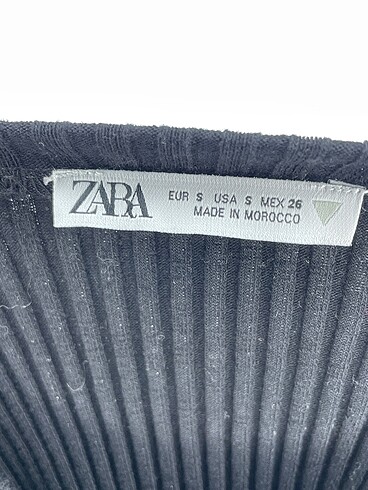 ZARA
EUR S USA S MEX 26
MADE IN MOROCCO